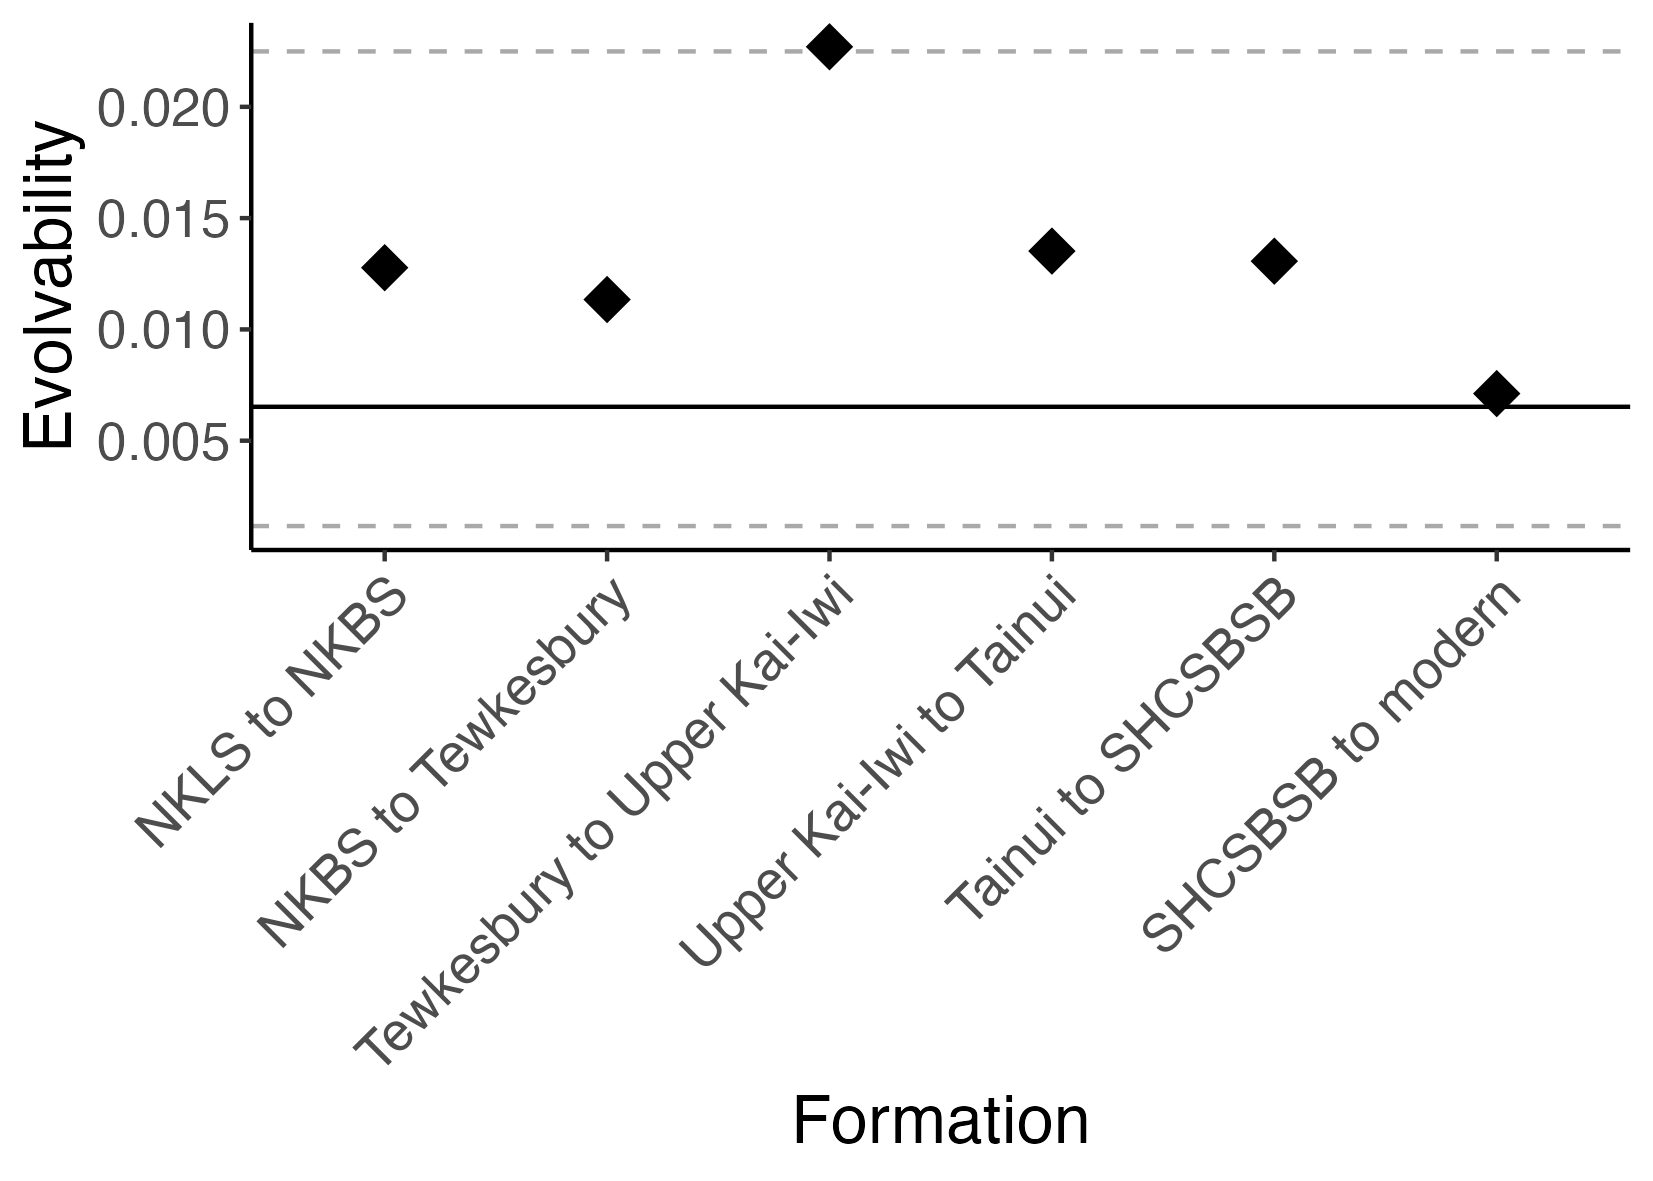 Evolvability
0.020
0.015
0.010
0.005
NKLS to NKBS
NKBS to Tewkesbury
Tewkesbury to Upper Kai-Iwi
Upper Kai-Iwi to Tainui
Tainui to SHCSBSB
SHCSBSB to modern
Formation